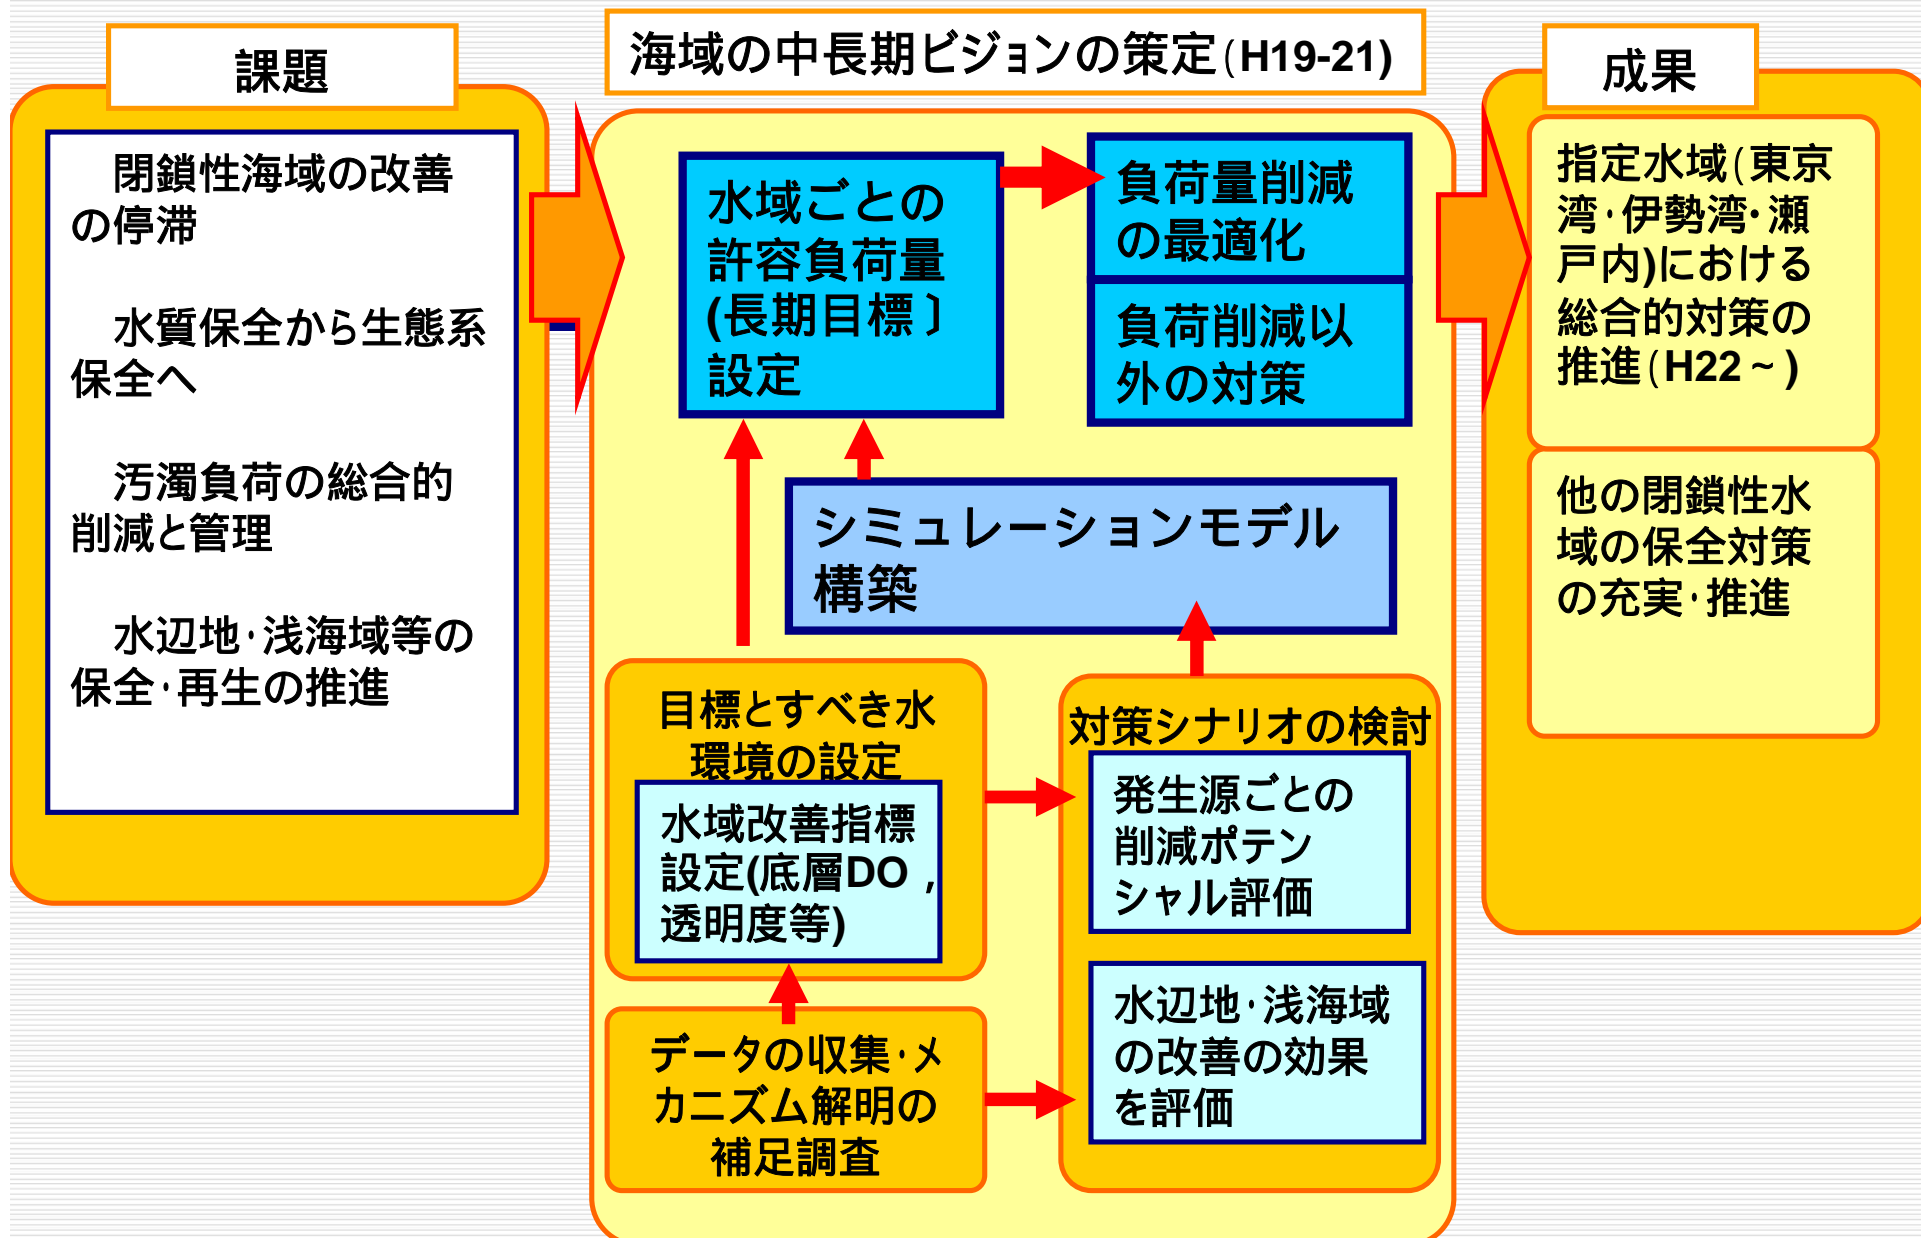 課題
閉鎖性海域の改善
の停滞
水質保全から生態系
保全へ
汚濁負荷の総合的
削減と管理
水辺地･浅海域等の
保全･再生の推進
海域の中長期ビジョンの策定(H19-21)
水域ごとの
許容負荷量
(長期目標〕
設定
負荷量削減
の最適化
負荷削減以
外の対策
シミュレーションモデル
構築
目標とすべき水
環境の設定
水域改善指標
設定(底層DO，
透明度等)
データの収集･メ
カニズム解明の
補足調査
対策シナリオの検討
発生源ごとの
削減ポテン
シャル評価
水辺地･浅海域
の改善の効果
を評価
成果
指定水域(東京
湾･伊勢湾･瀬
戸内)における
総合的対策の
推進(H22～)
他の閉鎖性水
域の保全対策
の充実･推進